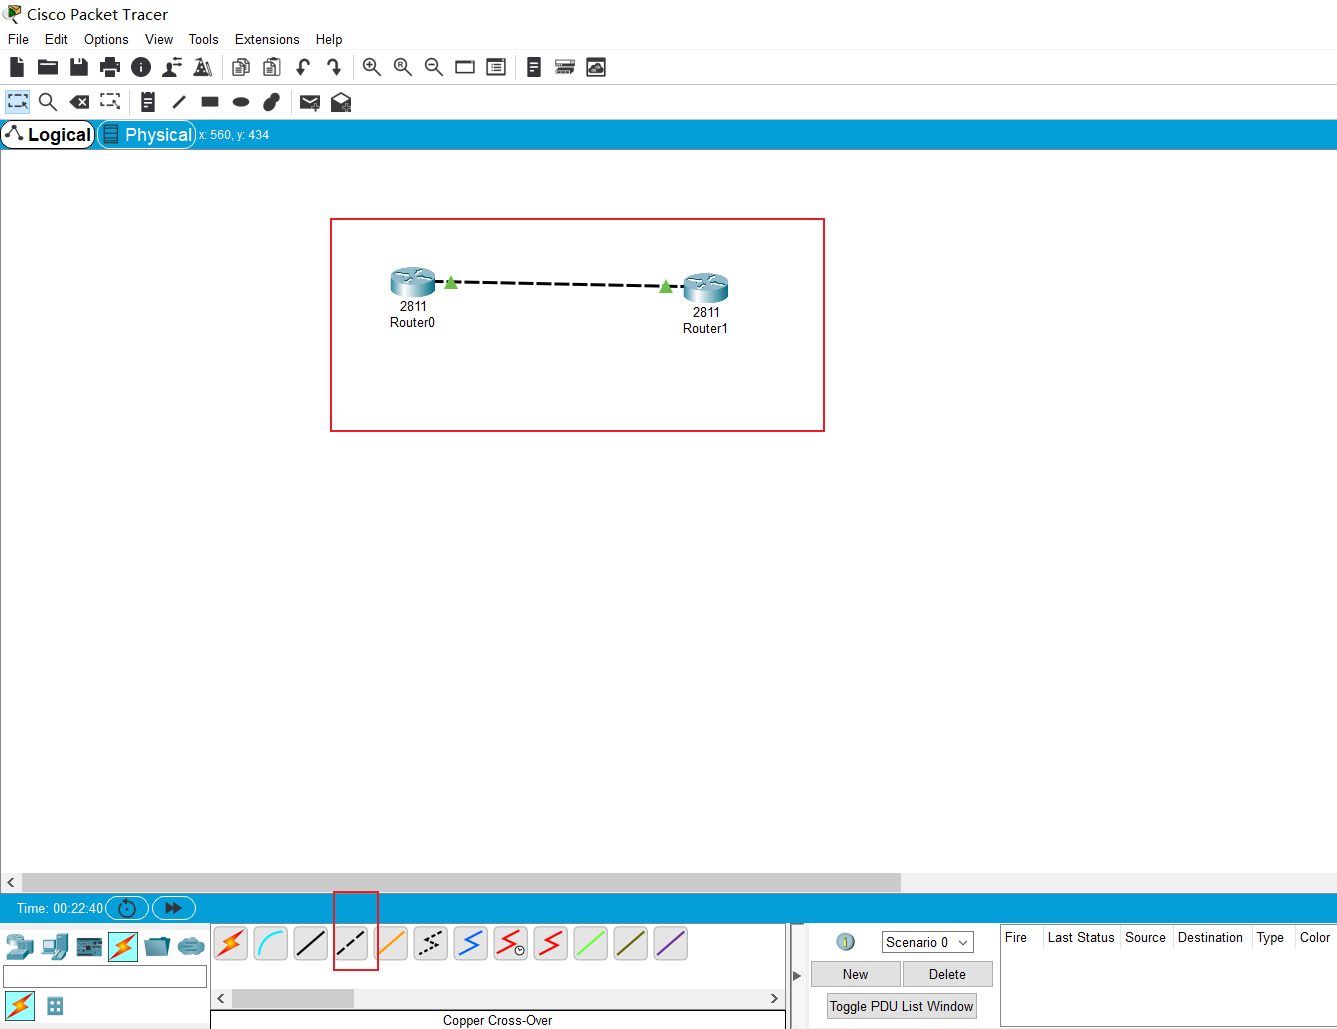 Cisco Packet Tracer
File Edit Options View Tools Extensions Help
Logical Physical x: 560, y: 434
2811
Router0
2811
Router1
Time: 00:22:40
Scenario 0
New Delete
Toggle PDU List Window
Fire Last Status Source Destination Type Color
Copper Cross-Over